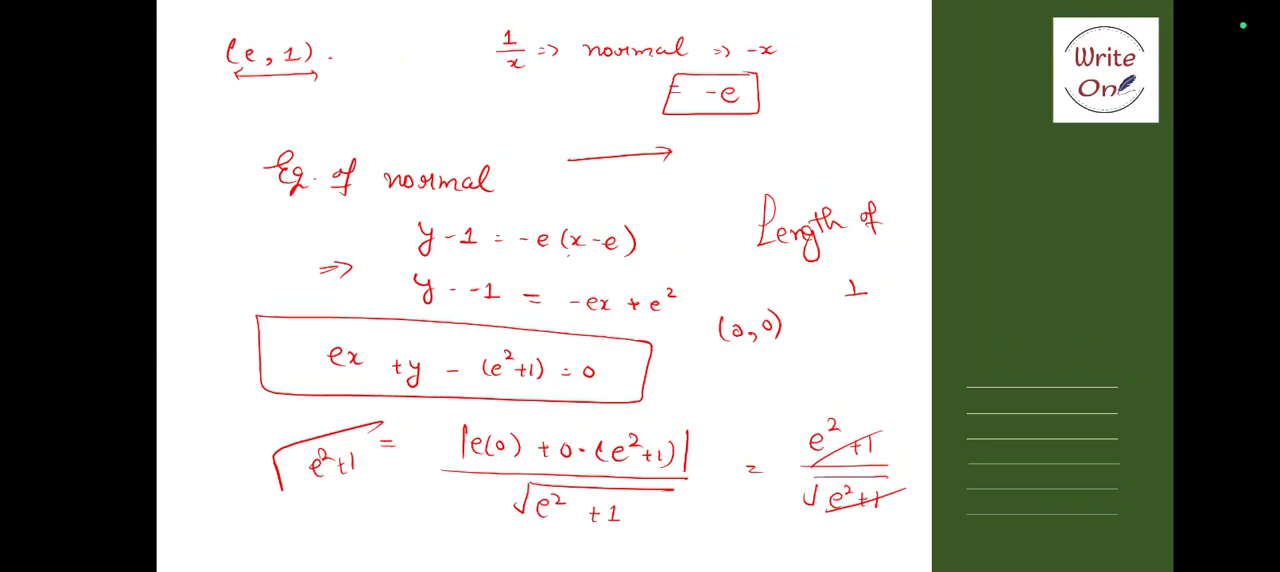 (e, 1).
1/x => normal => -x
= -e
Eq. of normal
y - 1 = -e (x - e)
=> y - -1 = -ex + e²
ex + y - (e²+1) = 0
Length of
⊥
(0,0)
√e²+1 = |e(0) + 0 - (e²+1)| / √e² + 1 = e²+1 / √e²+1
Write
On